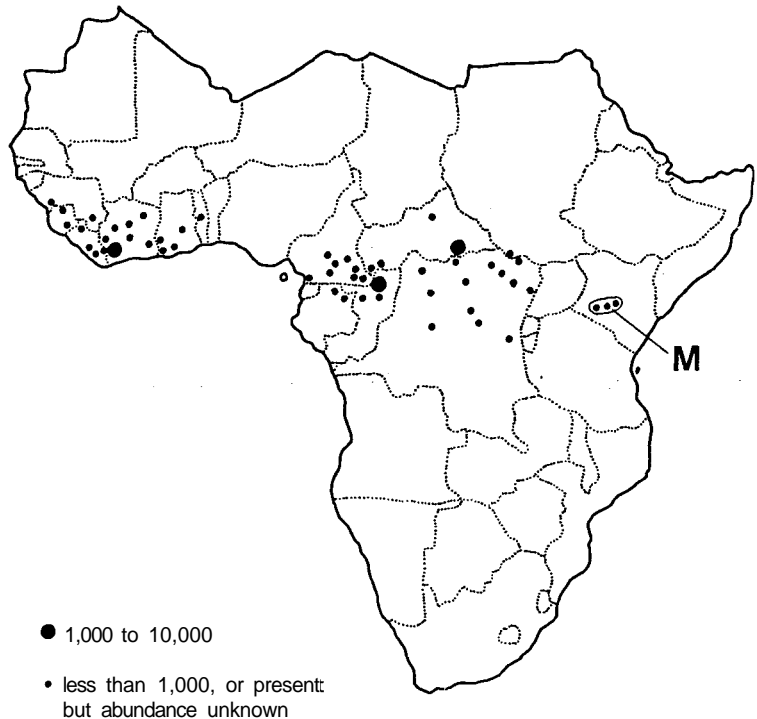 M
1,000 to 10,000
less than 1,000, or present:
but abundance unknown